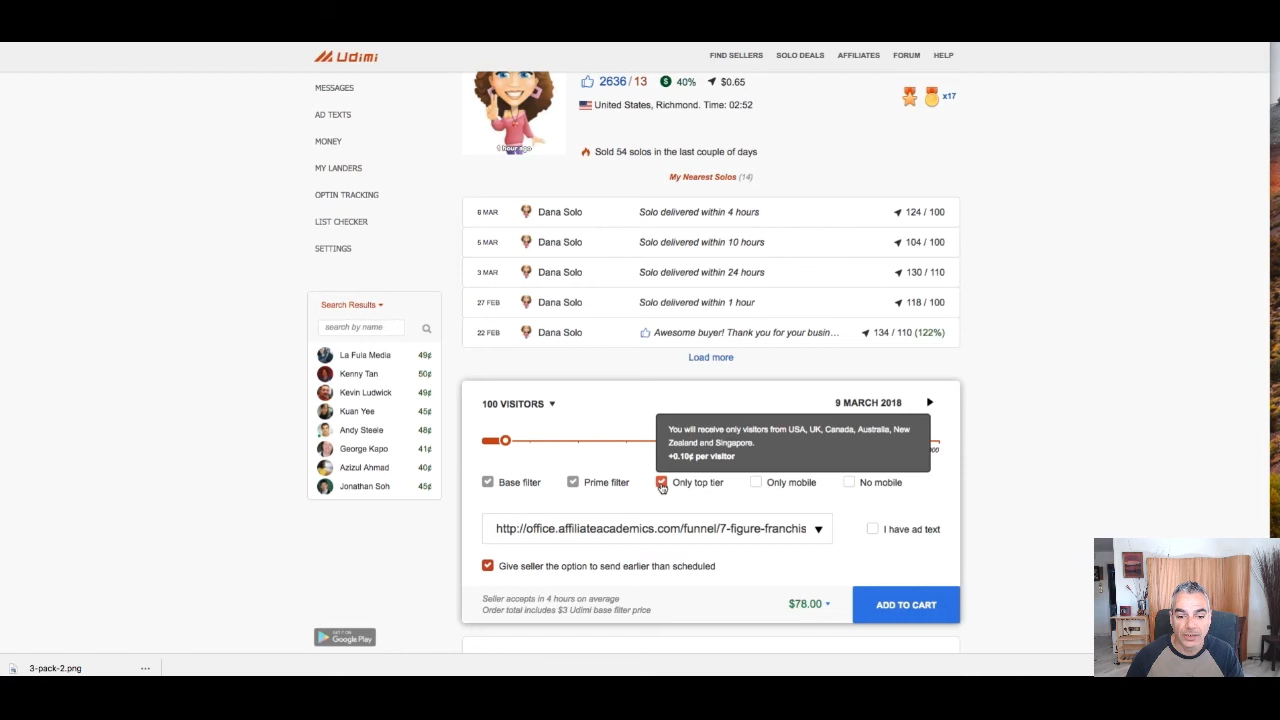 Udimi
FIND SELLERS
SOLO DEALS
AFFILIATES
FORUM
HELP
MESSAGES
AD TEXTS
MONEY
MY LANDERS
OPTIN TRACKING
LIST CHECKER
SETTINGS
Search Results
search by name
La Fula Media 49¢
Kenny Tan 50¢
Kevin Ludwick 49¢
Kuan Yee 45¢
Andy Steele 48¢
George Kapo 41¢
Azizul Ahmad 40¢
Jonathan Soh 45¢
GET IT ON
Google Play
1 hour ago
2636 / 13 $ 40% $0.65
United States, Richmond. Time: 02:52
x17
Sold 54 solos in the last couple of days
My Nearest Solos (14)
6 MAR Dana Solo Solo delivered within 4 hours 124 / 100
5 MAR Dana Solo Solo delivered within 10 hours 104 / 100
3 MAR Dana Solo Solo delivered within 24 hours 130 / 110
27 FEB Dana Solo Solo delivered within 1 hour 118 / 100
22 FEB Dana Solo Awesome buyer! Thank you for your busin... 134 / 110 (122%)
Load more
100 VISITORS
9 MARCH 2018
You will receive only visitors from USA, UK, Canada, Australia, New
Zealand and Singapore.
+0.10¢ per visitor
Base filter
Prime filter
Only top tier
Only mobile
No mobile
http://office.affiliateacademics.com/funnel/7-figure-franchis
I have ad text
Give seller the option to send earlier than scheduled
Seller accepts in 4 hours on average
Order total includes $3 Udimi base filter price
$78.00
ADD TO CART
3-pack-2.png